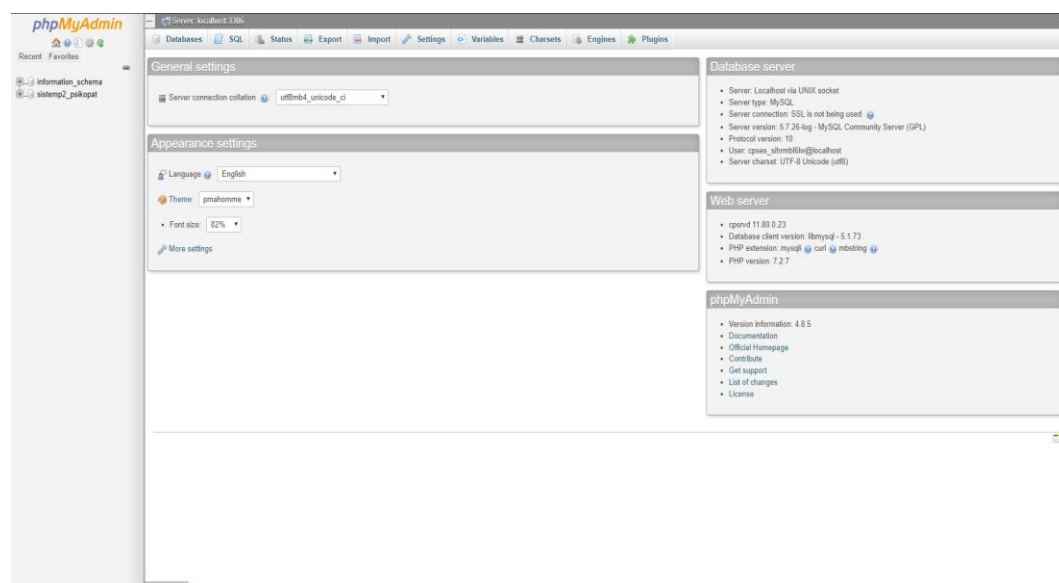 phpMyAdmin
Recent Favorites
information_schema
sistemp2_psikopat
Server: localhost:3306
Databases SQL Status Export Import Settings Variables Charsets Engines Plugins
General settings
Server connection collation utf8mb4_unicode_ci
Appearance settings
Language English
Theme: pmahomme
Font size: 82%
More settings
Database server
Server: Localhost via UNIX socket
Server type: MySQL
Server connection: SSL is not being used
Server version: 5.7.26-log - MySQL Community Server (GPL)
Protocol version: 10
User: @localhost
Server charset: UTF-8 Unicode (utf8)
Web server
cpsrvd 11.80.0.23
Database client version: libmysql - 5.1.73
PHP extension: mysqli curl mbstring
PHP version: 7.2.7
phpMyAdmin
Version information: 4.8.5
Documentation
Official Homepage
Contribute
Get support
List of changes
License